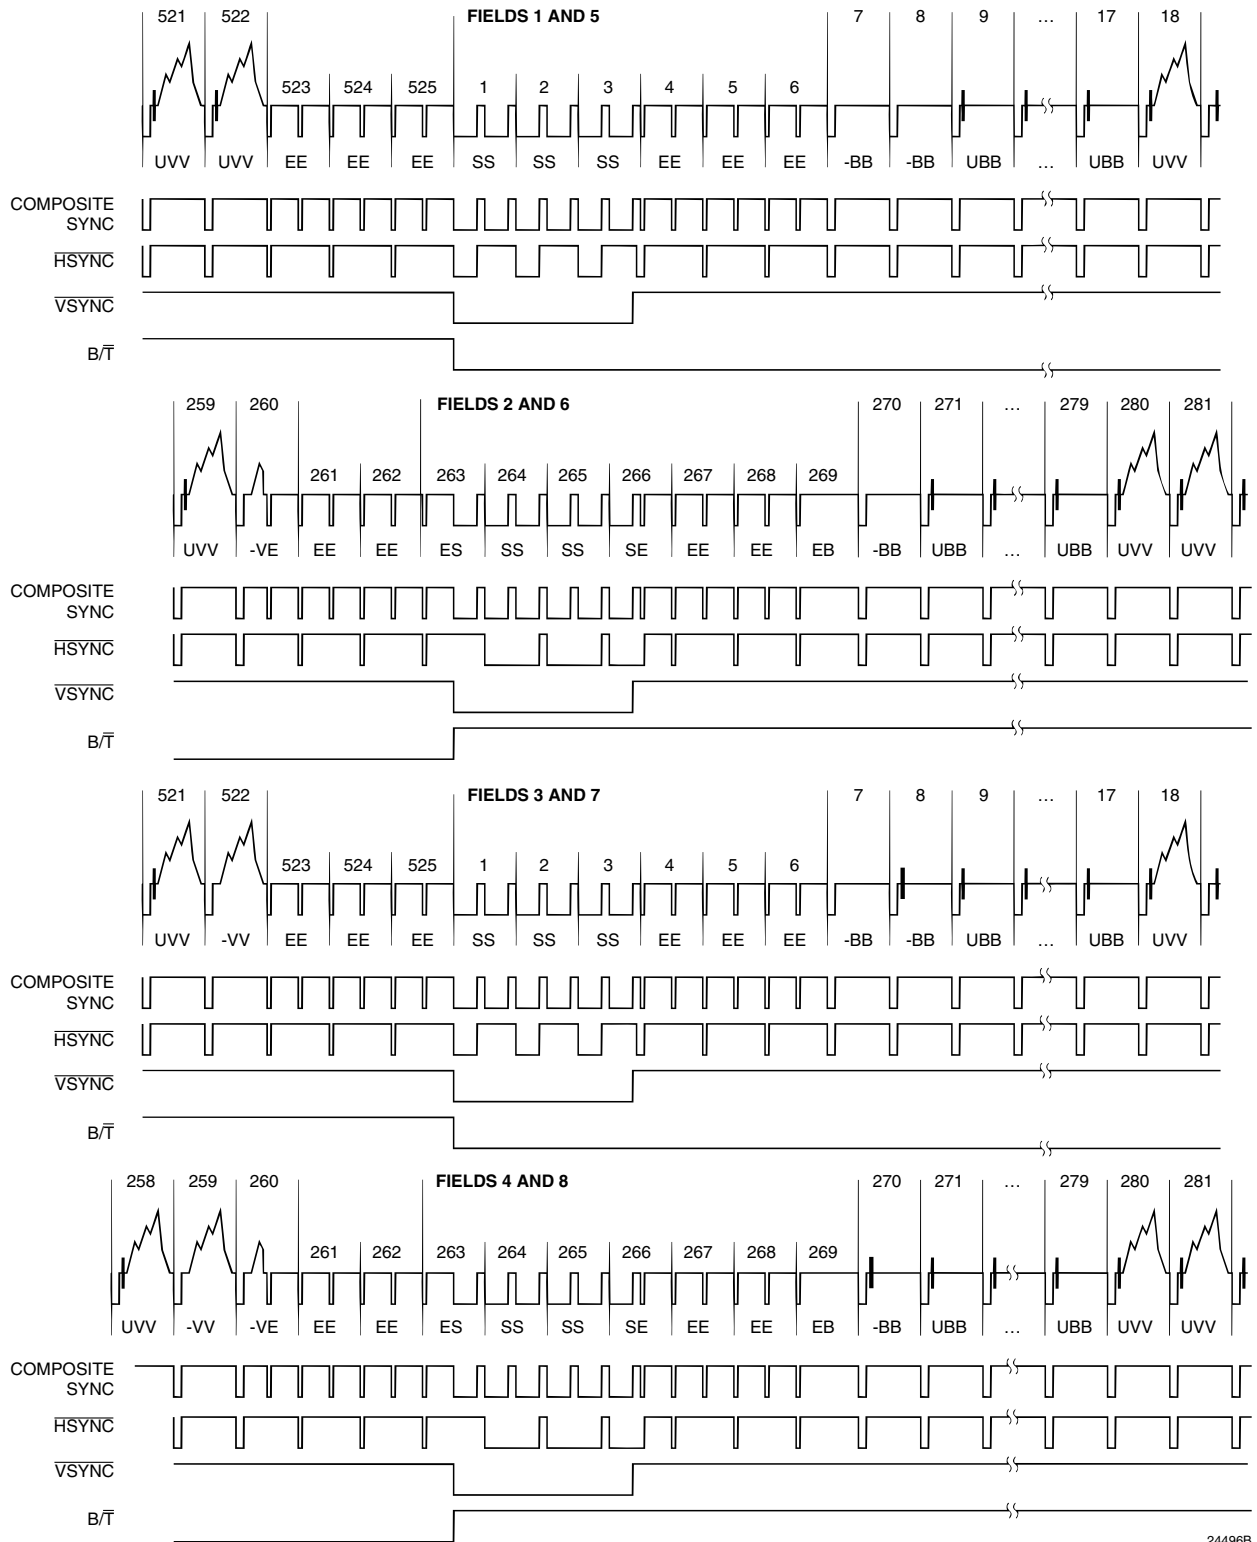 521 522 FIELDS 1 AND 5 7 8 9 ... 17 18
523 524 525 1 2 3 4 5 6
UVV UVV EE EE EE SS SS SS EE EE EE -BB -BB UBB ... UBB UVV
COMPOSITE
SYNC
HSYNC
VSYNC
B/T
259 260 FIELDS 2 AND 6 270 271 ... 279 280 281
261 262 263 264 265 266 267 268 269
UVV -VE EE EE ES SS SS SE EE EE EB -BB UBB ... UBB UVV UVV
COMPOSITE
SYNC
HSYNC
VSYNC
B/T
521 522 FIELDS 3 AND 7 7 8 9 ... 17 18
523 524 525 1 2 3 4 5 6
UVV -VV EE EE EE SS SS SS EE EE EE -BB -BB UBB ... UBB UVV
COMPOSITE
SYNC
HSYNC
VSYNC
B/T
258 259 260 FIELDS 4 AND 8 270 271 ... 279 280 281
261 262 263 264 265 266 267 268 269
UVV -VV -VE EE EE ES SS SS SE EE EE EB -BB UBB ... UBB UVV UVV
COMPOSITE
SYNC
HSYNC
VSYNC
B/T
24496B